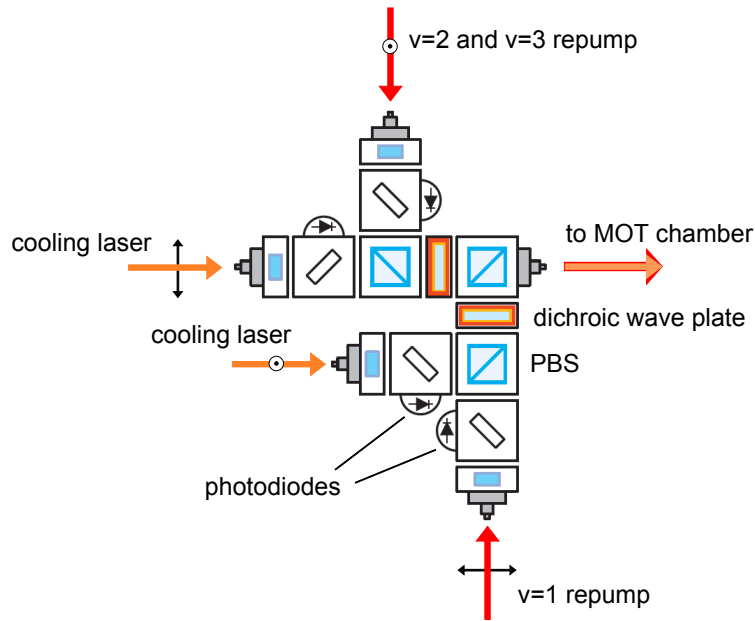 v=2 and v=3 repump
cooling laser
to MOT chamber
dichroic wave plate
cooling laser
PBS
photodiodes
v=1 repump